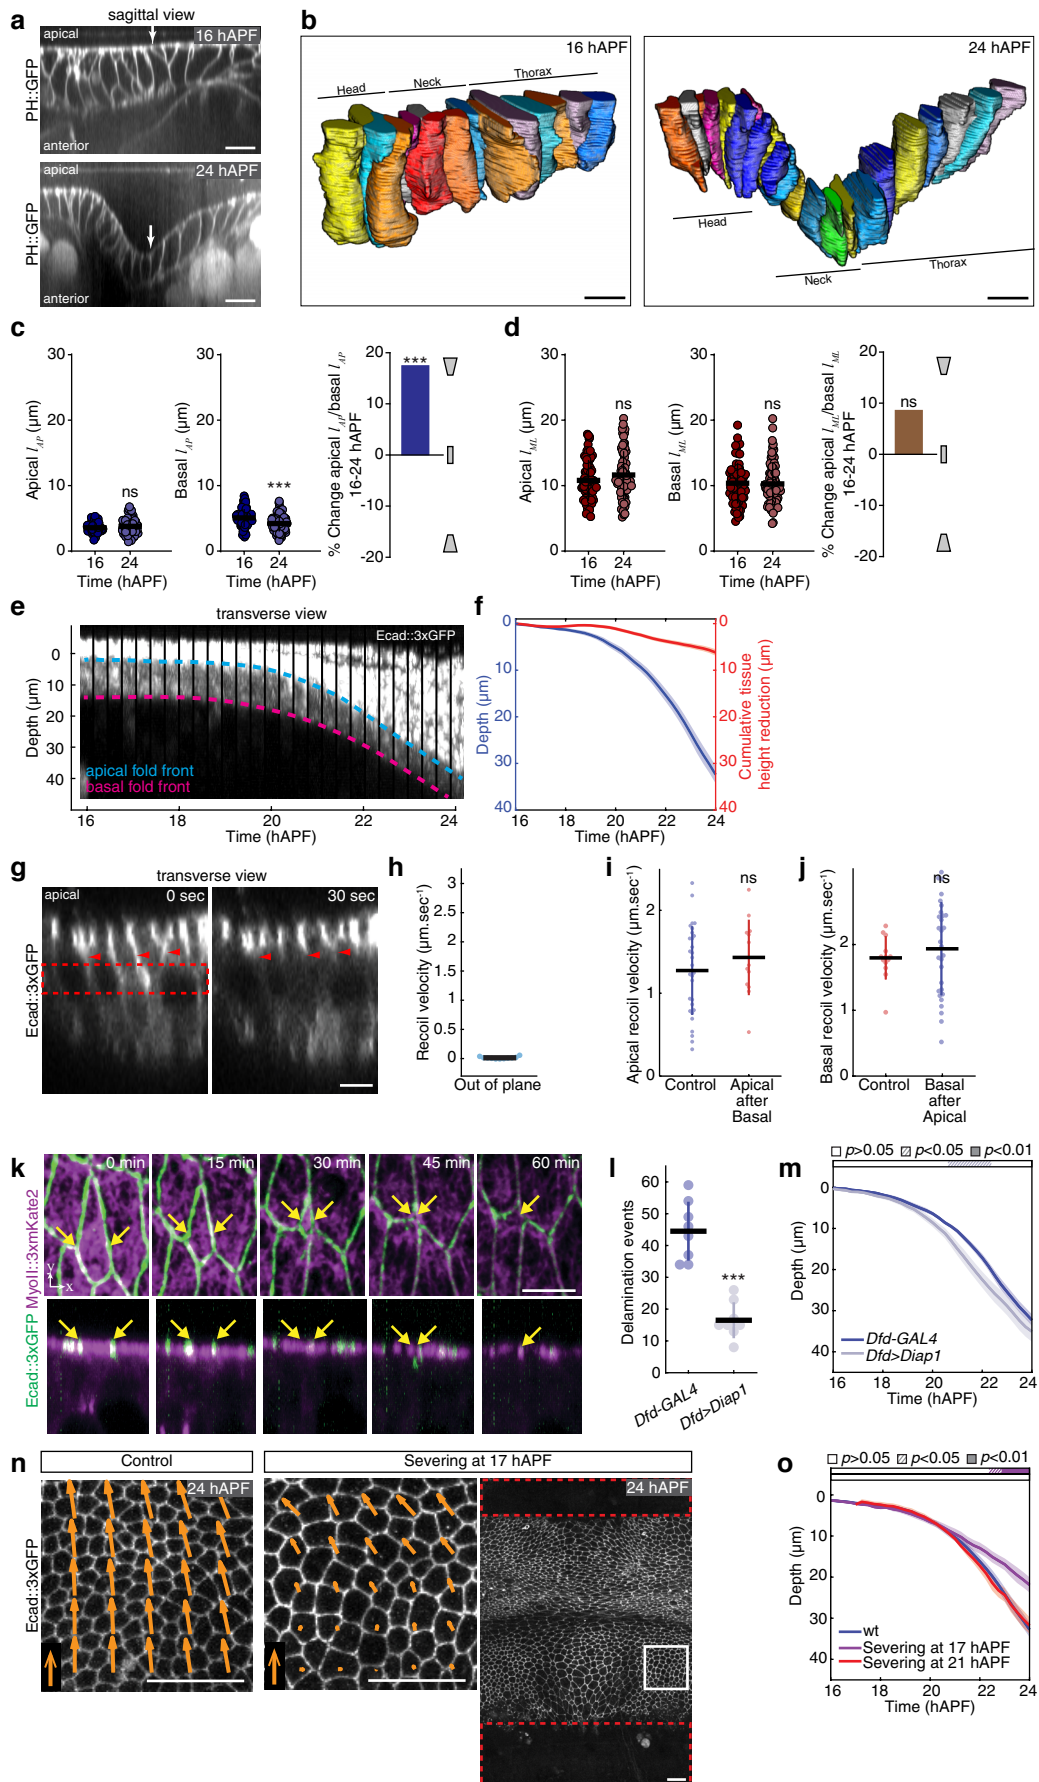 a
sagittal view
apical
16 hAPF
PH::GFP
anterior
24 hAPF
PH::GFP
apical
anterior
b
16 hAPF
Head
Neck
Thorax
24 hAPF
Head
Neck
Thorax
c
Apical l_AP (µm)
30
20
10
0
ns
16 24
Time (hAPF)
Basal l_AP (µm)
30
20
10
0
***
16 24
Time (hAPF)
% Change apical l_AP/basal l_AP
16-24 hAPF
20
10
0
-10
-20
***
d
Apical l_ML (µm)
30
20
10
0
ns
16 24
Time (hAPF)
Basal l_ML (µm)
30
20
10
0
ns
16 24
Time (hAPF)
% Change apical l_ML/basal l_ML
16-24 hAPF
20
10
0
-10
-20
ns
e
transverse view
Ecad::3xGFP
Depth (µm)
0
10
20
30
40
apical fold front
basal fold front
16 18 20 22 24
Time (hAPF)
f
Depth (µm)
0
10
20
30
40
Cumulative tissue
height reduction (µm)
0
10
20
30
40
16 18 20 22 24
Time (hAPF)
g
transverse view
apical
0 sec
30 sec
Ecad::3xGFP
h
Recoil velocity (µm.sec⁻¹)
3
2.5
2
1.5
1
0.5
0
Out of plane
i
Apical recoil velocity (µm.sec⁻¹)
2
1
0
ns
Control
Apical
after
Basal
j
Basal recoil velocity (µm.sec⁻¹)
2
1
0
ns
Control
Basal
after
Apical
k
Ecad::3xGFP MyoII::3xmKate2
0 min
15 min
30 min
45 min
60 min
y
x
l
Delamination events
60
50
40
30
20
10
0
***
Dfd-GAL4
Dfd>Diap1
m
p>0.05 p<0.05 p<0.01
Depth (µm)
0
10
20
30
40
Dfd-GAL4
Dfd>Diap1
16 18 20 22 24
Time (hAPF)
n
Control
Severing at 17 hAPF
Ecad::3xGFP
24 hAPF
24 hAPF
o
p>0.05 p<0.05 p<0.01
Depth (µm)
0
10
20
30
40
wt
Severing at 17 hAPF
Severing at 21 hAPF
16 18 20 22 24
Time (hAPF)